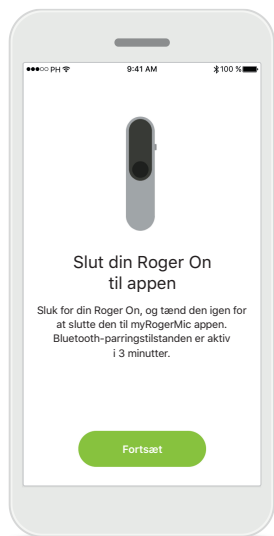 ●●●○○ PH 9:41 AM 100 %
Slut din Roger On
til appen
Sluk for din Roger On, og tænd den igen for
at slutte den til myRogerMic appen.
Bluetooth-parringstilstanden er aktiv
i 3 minutter.
Fortsæt